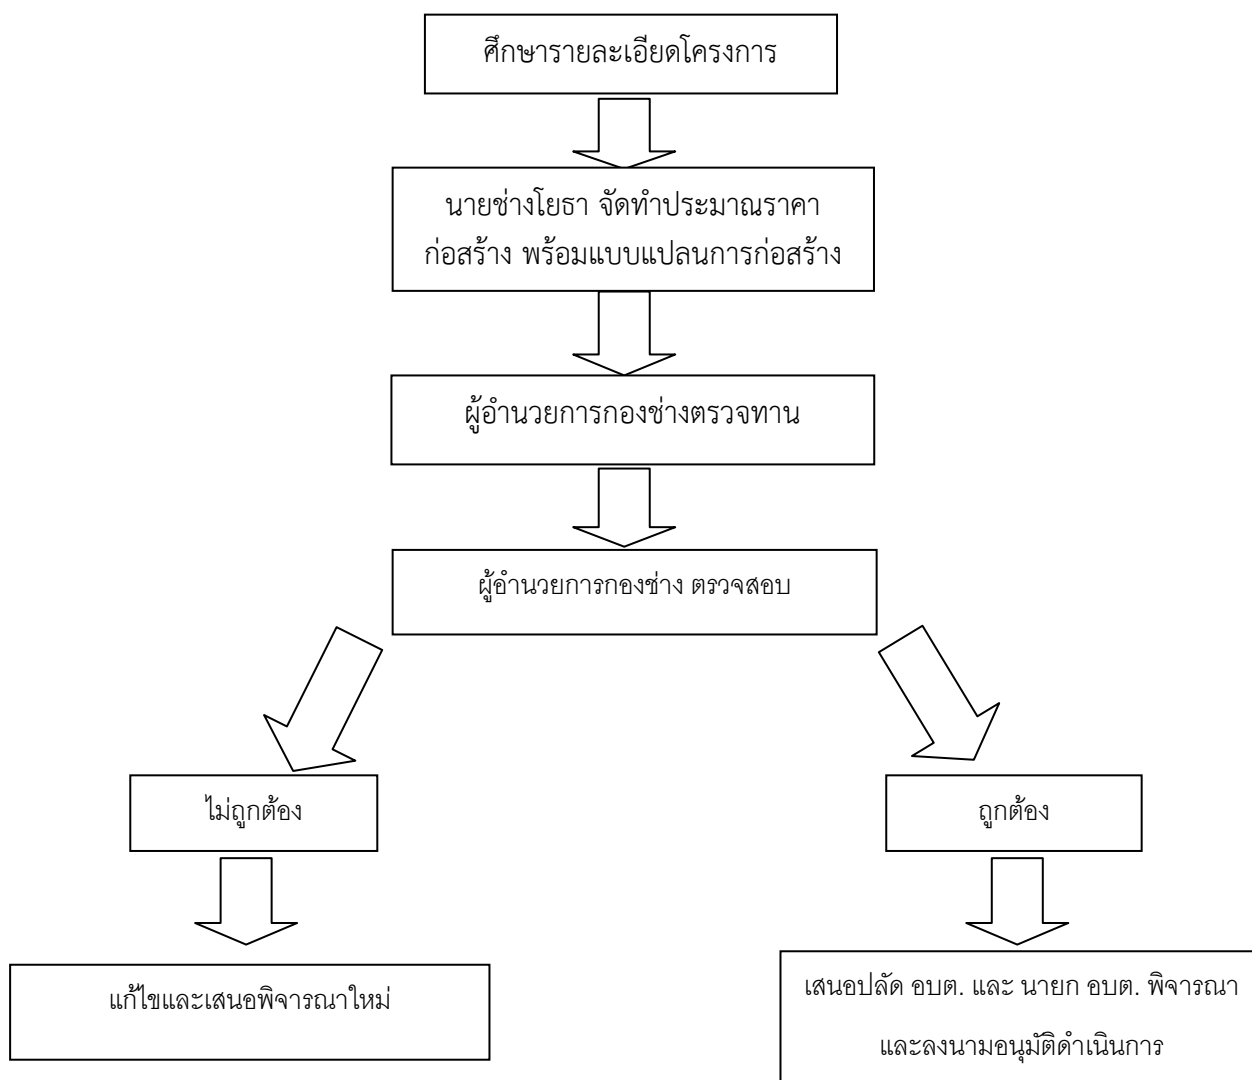 ศึกษารายละเอียดโครงการ
นายช่างโยธา จัดทำประมาณราคา
ก่อสร้าง พร้อมแบบแปลนการก่อสร้าง
ผู้อำนวยการกองช่างตรวจทาน
ผู้อำนวยการกองช่าง ตรวจสอบ
ไม่ถูกต้อง
ถูกต้อง
แก้ไขและเสนอพิจารณาใหม่
เสนอปลัด อบต. และ นายก อบต. พิจารณา
และลงนามอนุมัติดำเนินการ